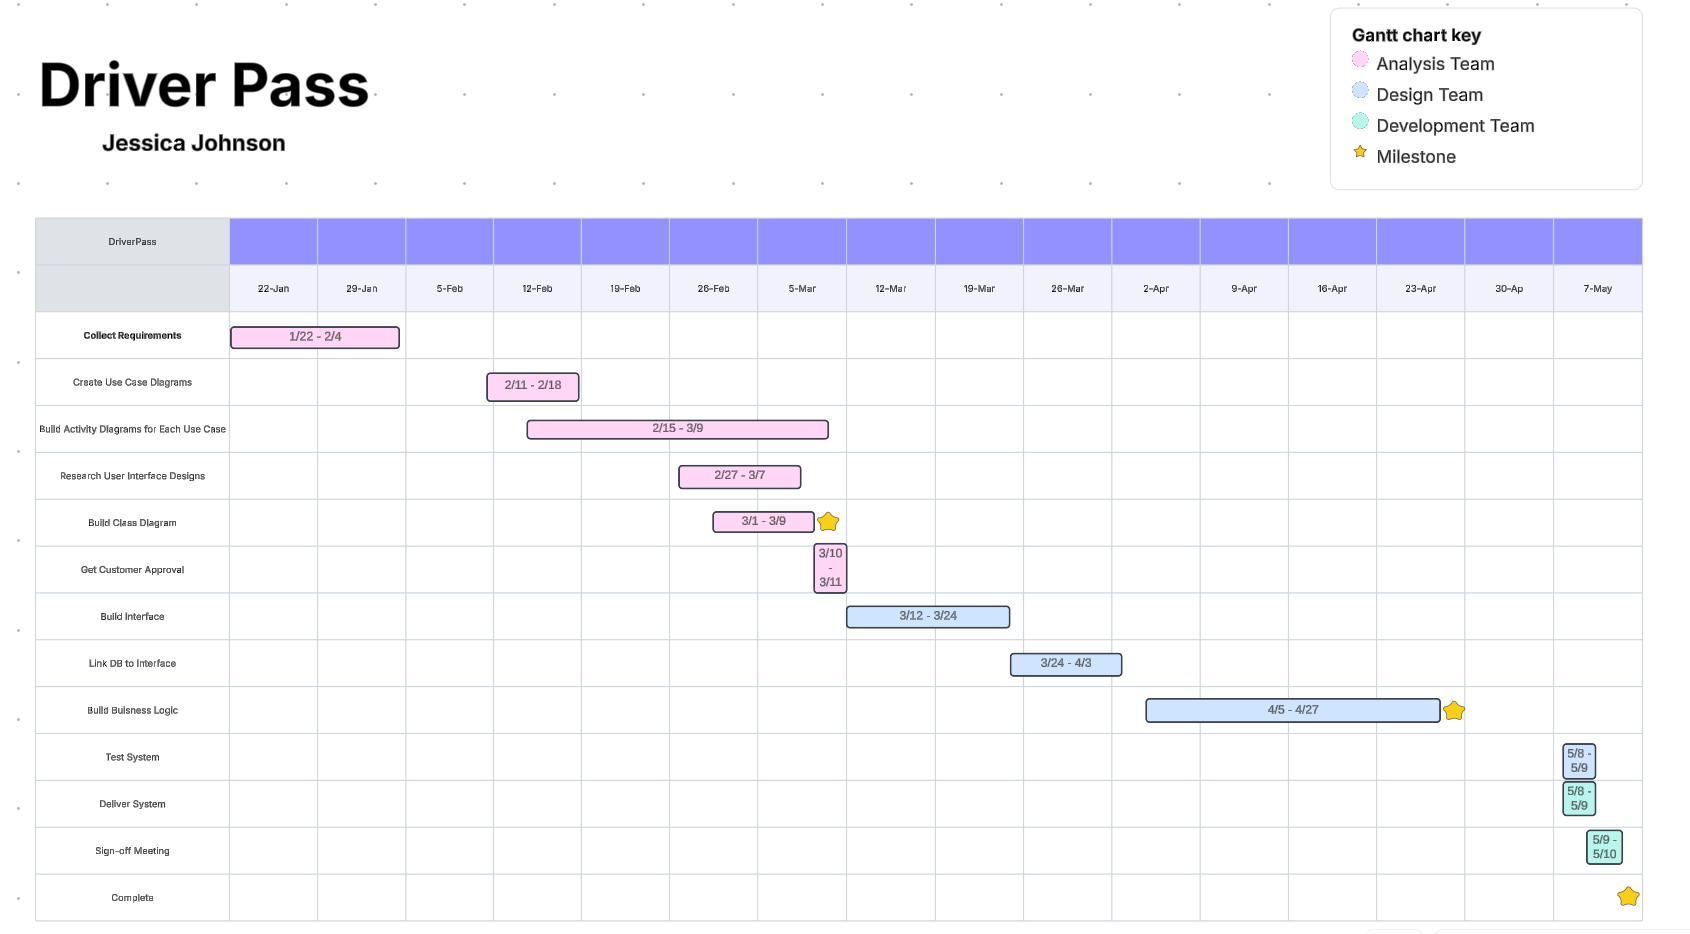 Driver Pass
Jessica Johnson
Gantt chart key
Analysis Team
Design Team
Development Team
Milestone
DriverPass
22-Jan 29-Jan 5-Feb 12-Feb 19-Feb 26-Feb 5-Mar 12-Mar 19-Mar 26-Mar 2-Apr 9-Apr 16-Apr 23-Apr 30-Ap 7-May
Collect Requirements 1/22 - 2/4
Create Use Case Diagrams 2/11 - 2/18
Build Activity Diagrams for Each Use Case 2/15 - 3/9
Research User Interface Designs 2/27 - 3/7
Build Class Diagram 3/1 - 3/9
Get Customer Approval
3/10
-
3/11
Build Interface 3/12 - 3/24
Link DB to Interface 3/24 - 4/3
Build Buisness Logic 4/5 - 4/27
Test System
5/8 -
5/9
Deliver System
5/8 -
5/9
Sign-off Meeting
5/9 -
5/10
Complete